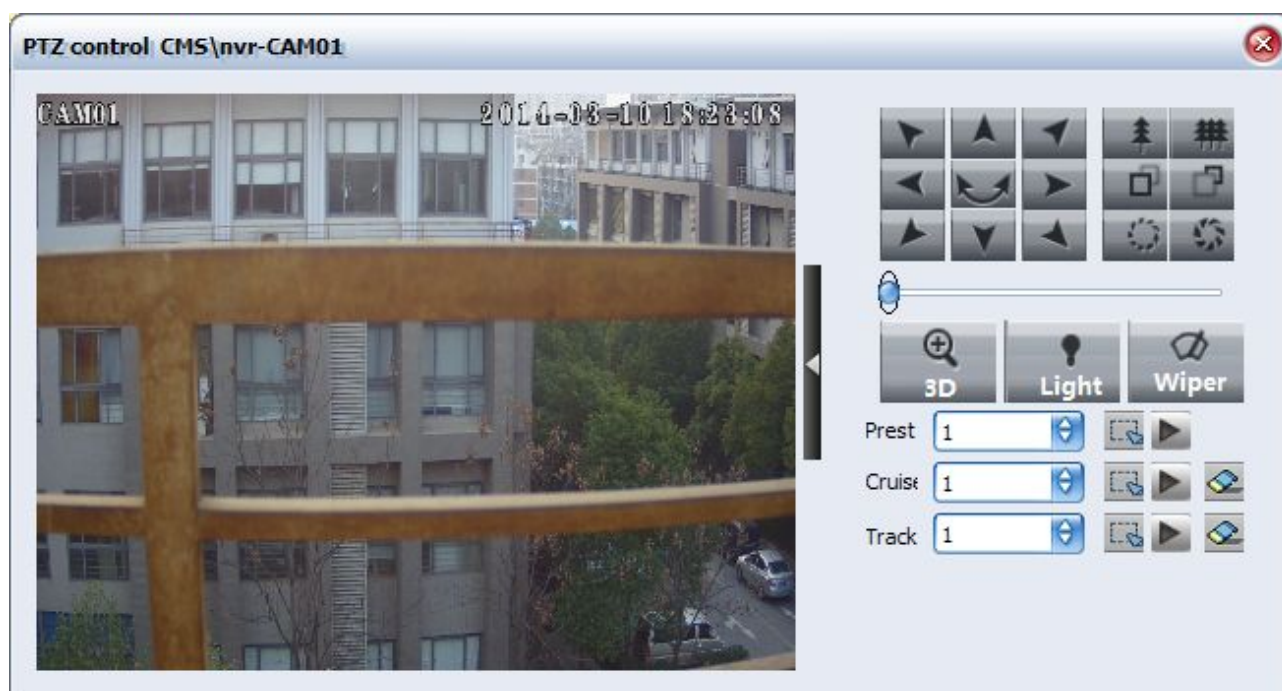 PTZ control CMS\nvr-CAM01
CAM01
2014-03-10 18:23:08
3D
Light
Wiper
Prest 1
Cruise 1
Track 1